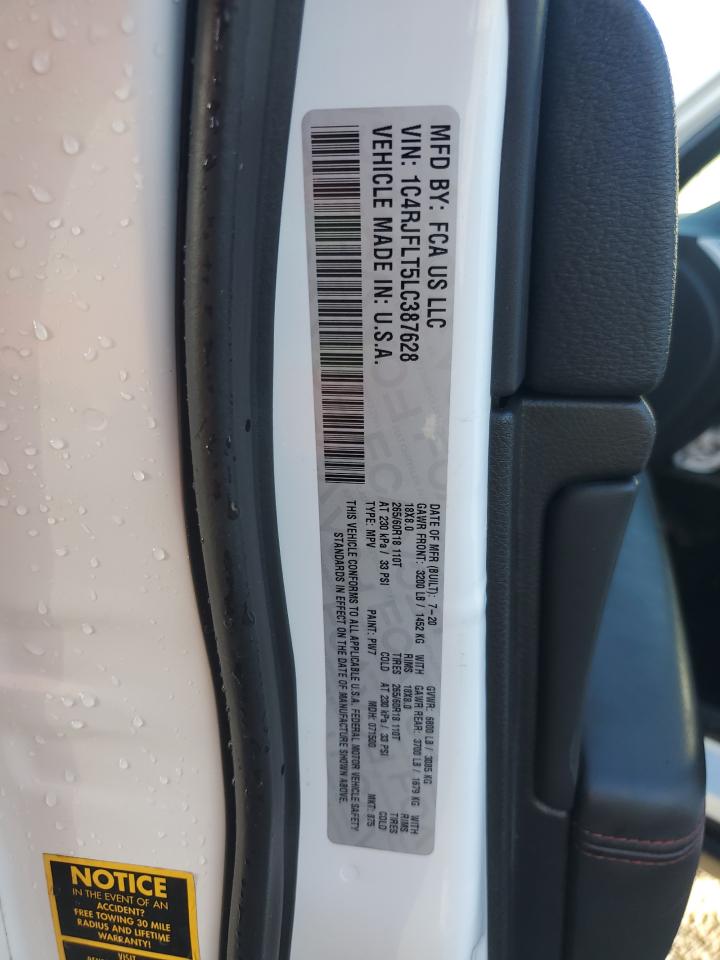 MFD BY: FCA US LLC
VIN: 1C4RJFLT5LC387628
VEHICLE MADE IN: U.S.A.
DATE OF MFR (BUILT): 7-20 GVWR: 6800 LB / 3085 KG
GAWR FRONT: 3200 LB / 1452 KG WITH GAWR REAR: 3700 LB / 1679 KG WITH
18X8.0 RIMS 18X8.0 RIMS
265/60R18 110T TIRES 265/60R18 110T TIRES
AT 230 kPa / 33 PSI COLD AT 230 kPa / 33 PSI COLD
TYPE: MPV PAINT: PW7 MDH: 071500 MKT: 875
THIS VEHICLE CONFORMS TO ALL APPLICABLE U.S.A. FEDERAL MOTOR VEHICLE SAFETY
STANDARDS IN EFFECT ON THE DATE OF MANUFACTURE SHOWN ABOVE.
NOTICE
IN THE EVENT OF AN
ACCIDENT?
FREE TOWING 30 MILE
RADIUS AND LIFETIME
WARRANTY!
VISIT